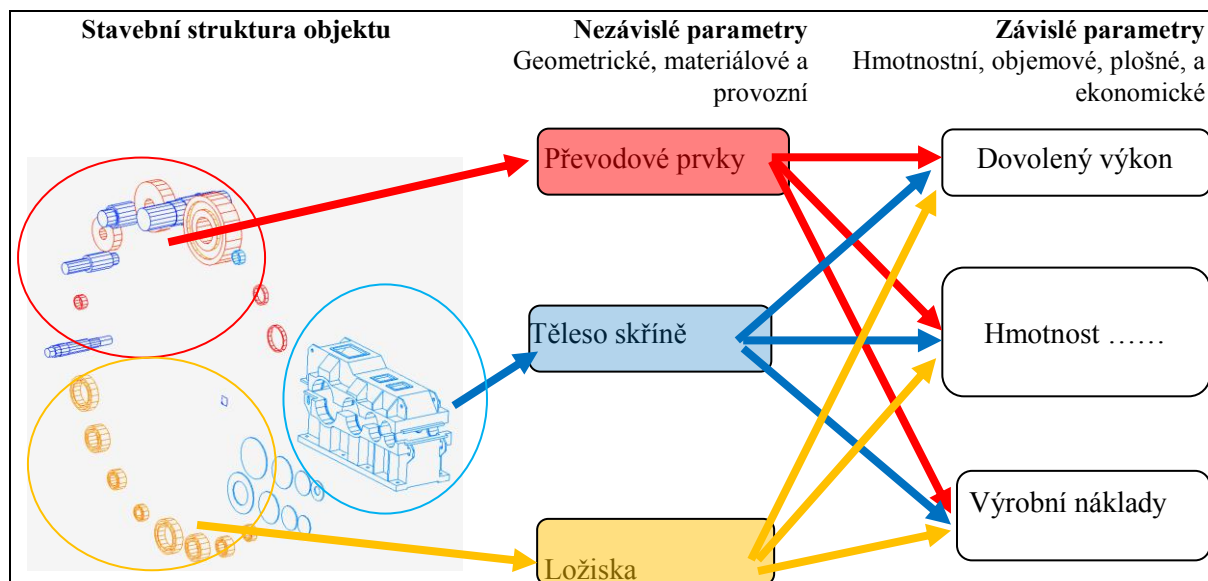 Stavební struktura objektu
Nezávislé parametry
Geometrické, materiálové a
provozní
Závislé parametry
Hmotnostní, objemové, plošné, a
ekonomické
Převodové prvky
Dovolený výkon
Těleso skříně
Hmotnost ……
Výrobní náklady
Ložiska